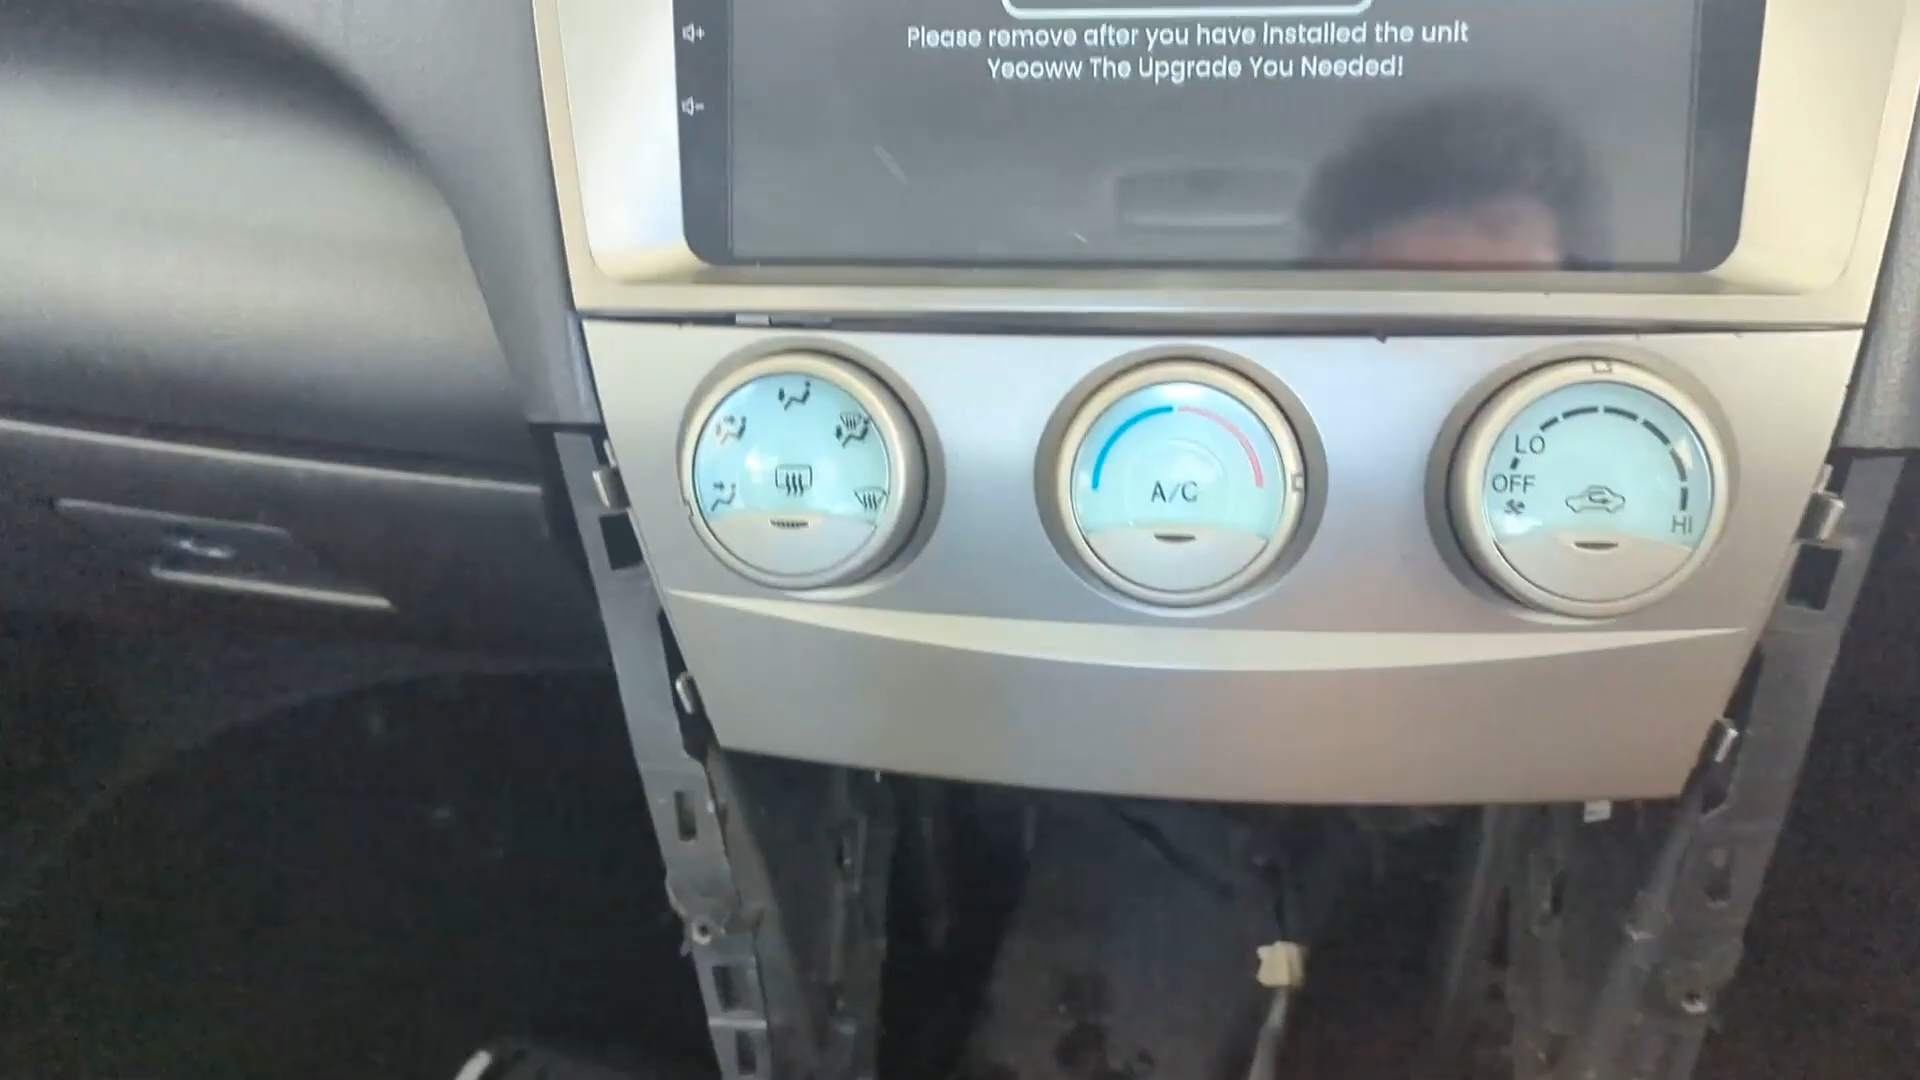 Please remove after you have installed the unit
Yeooww The Upgrade You Needed!
A/C
LO
OFF
HI